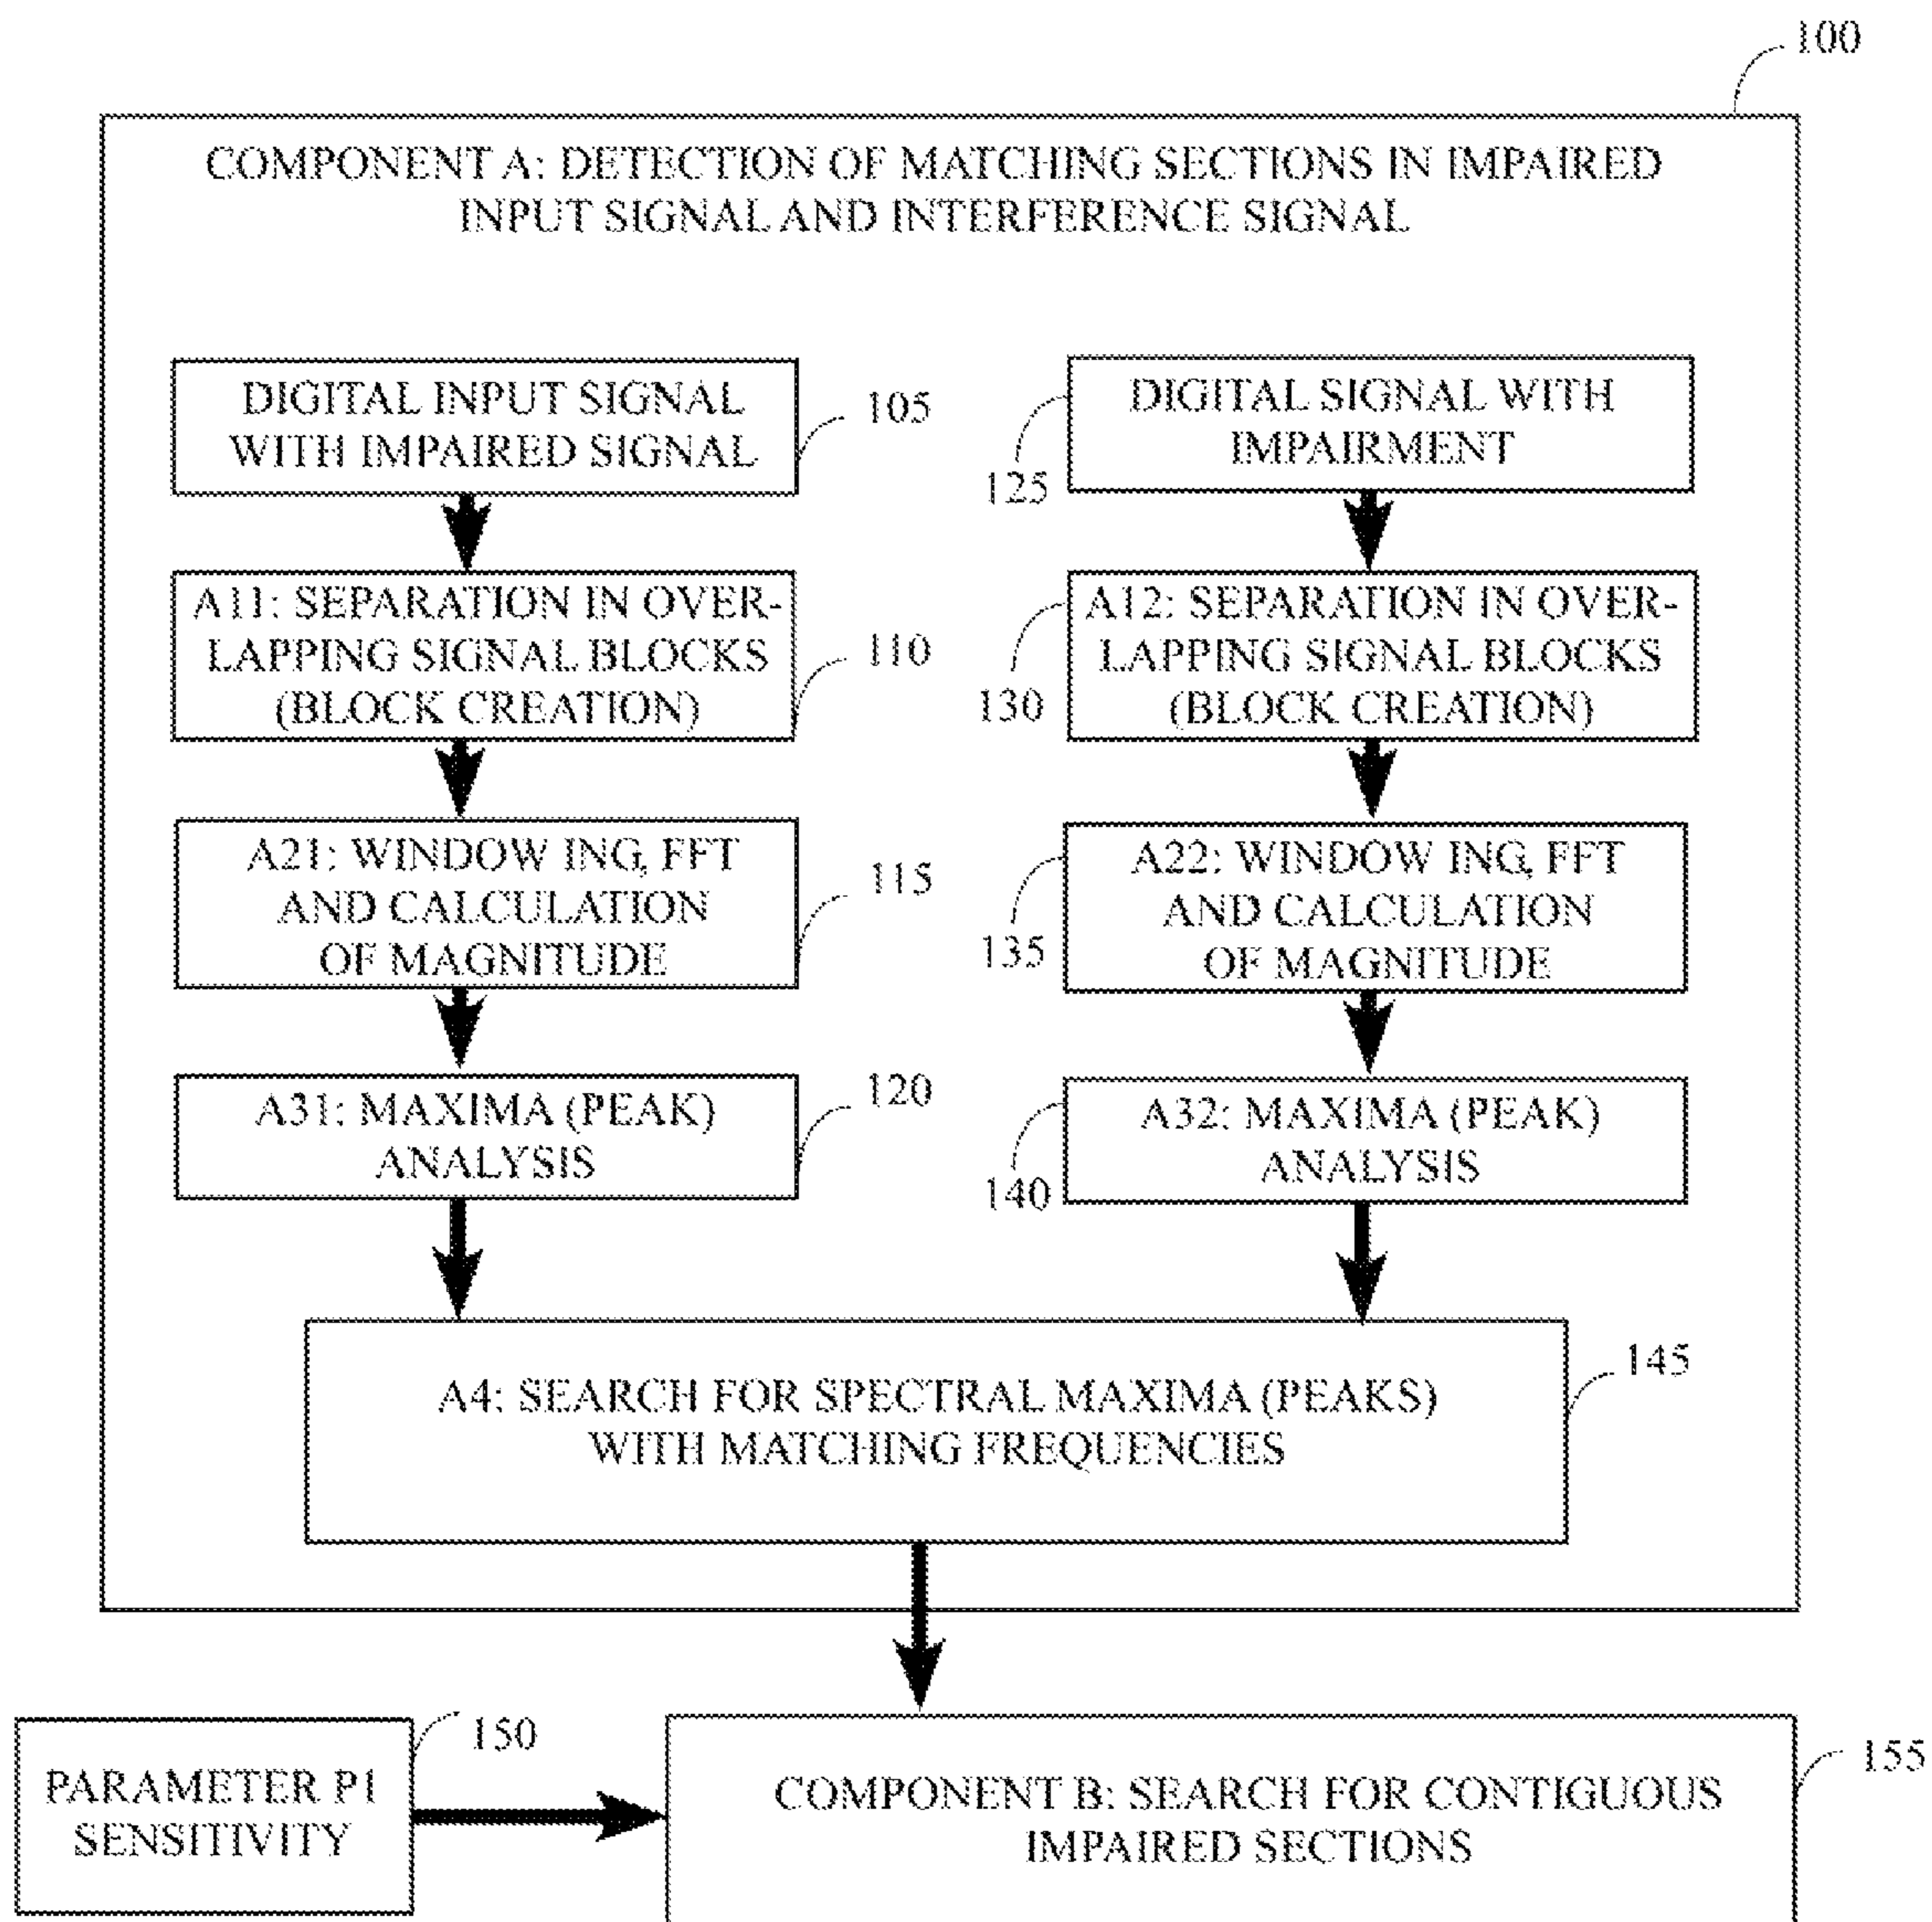 100
COMPONENT A: DETECTION OF MATCHING SECTIONS IN IMPAIRED
INPUT SIGNAL AND INTERFERENCE SIGNAL
DIGITAL INPUT SIGNAL
WITH IMPAIRED SIGNAL
105
DIGITAL SIGNAL WITH
IMPAIRMENT
125
A11: SEPARATION IN OVER-
LAPPING SIGNAL BLOCKS
(BLOCK CREATION)
110
A12: SEPARATION IN OVER-
LAPPING SIGNAL BLOCKS
(BLOCK CREATION)
130
A21: WINDOW ING, FFT
AND CALCULATION
OF MAGNITUDE
115
A22: WINDOW ING, FFT
AND CALCULATION
OF MAGNITUDE
135
A31: MAXIMA (PEAK)
ANALYSIS
120
A32: MAXIMA (PEAK)
ANALYSIS
140
A4: SEARCH FOR SPECTRAL MAXIMA (PEAKS)
WITH MATCHING FREQUENCIES
145
PARAMETER P1
SENSITIVITY
150
COMPONENT B: SEARCH FOR CONTIGUOUS
IMPAIRED SECTIONS
155